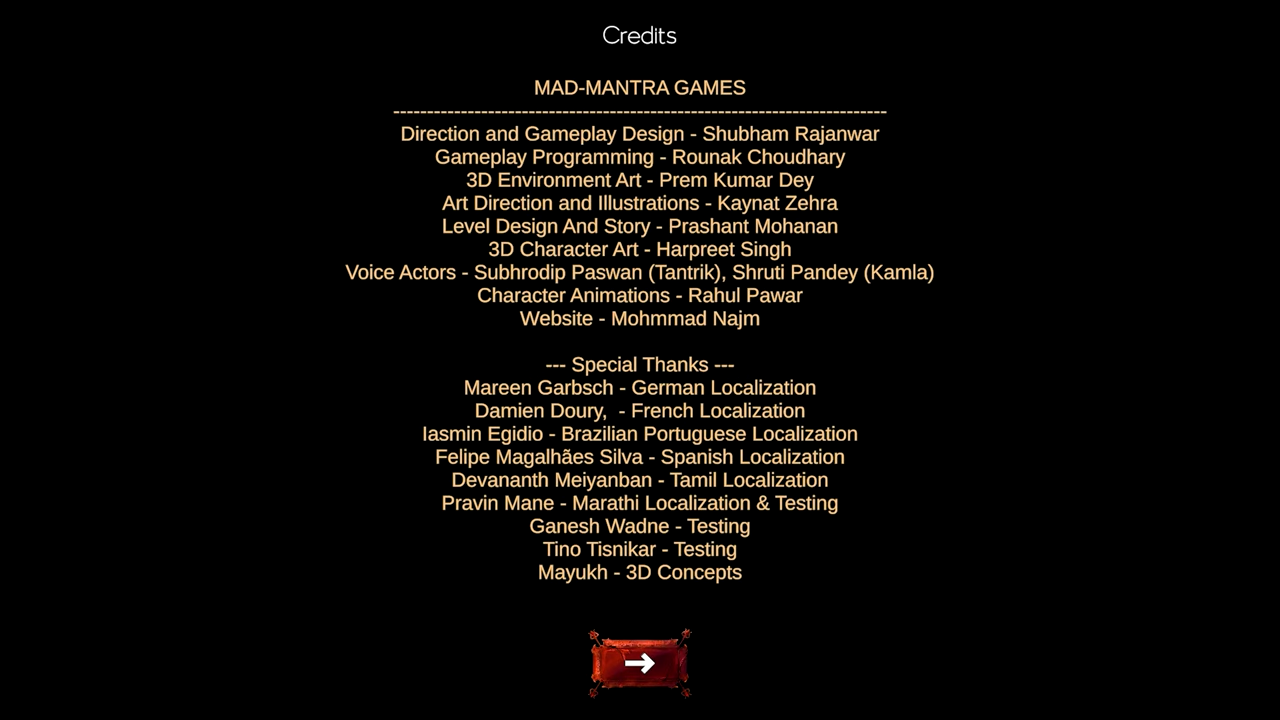 Credits
MAD-MANTRA GAMES
--------------------------------------------------------------------------
Direction and Gameplay Design - Shubham Rajanwar
Gameplay Programming - Rounak Choudhary
3D Environment Art - Prem Kumar Dey
Art Direction and Illustrations - Kaynat Zehra
Level Design And Story - Prashant Mohanan
3D Character Art - Harpreet Singh
Voice Actors - Subhrodip Paswan (Tantrik), Shruti Pandey (Kamla)
Character Animations - Rahul Pawar
Website - Mohmmad Najm
--- Special Thanks ---
Mareen Garbsch - German Localization
Damien Doury,  - French Localization
Iasmin Egidio - Brazilian Portuguese Localization
Felipe Magalhães Silva - Spanish Localization
Devananth Meiyanban - Tamil Localization
Pravin Mane - Marathi Localization & Testing
Ganesh Wadne - Testing
Tino Tisnikar - Testing
Mayukh - 3D Concepts